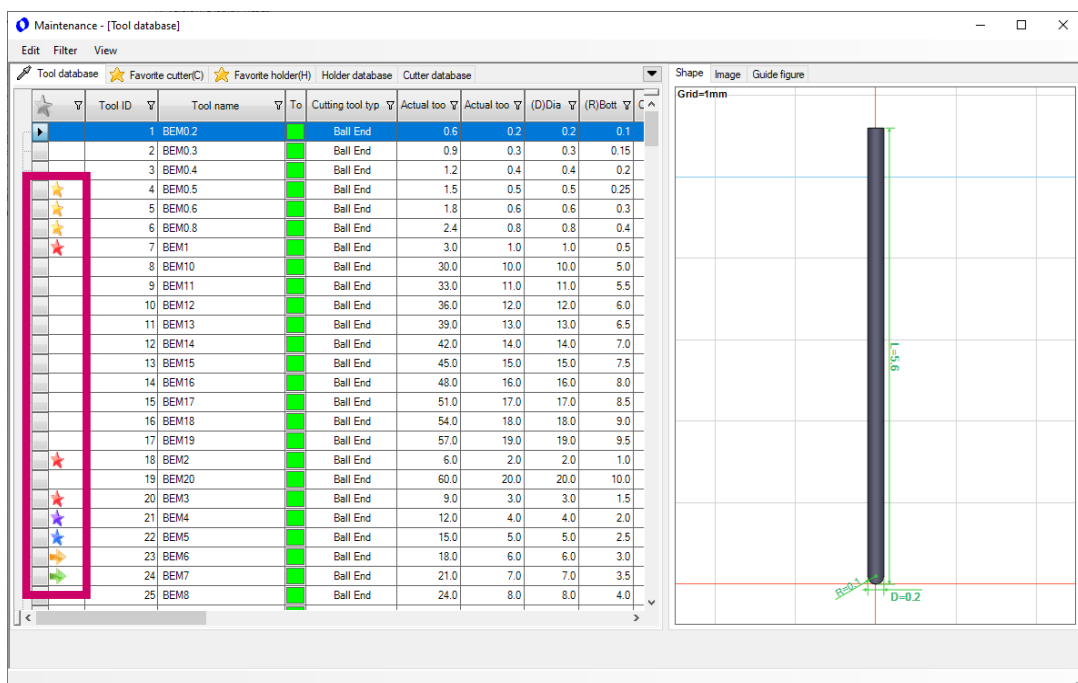 Maintenance - [Tool database]
Edit Filter View
Tool database Favorite cutter(C) Favorite holder(H) Holder database Cutter database
Shape Image Guide figure
Tool ID Tool name To Cutting tool typ Actual too Actual too (D)Dia (R)Bott C
Grid=1mm
1 BEM0.2 Ball End 0.6 0.2 0.2 0.1
2 BEM0.3 Ball End 0.9 0.3 0.3 0.15
3 BEM0.4 Ball End 1.2 0.4 0.4 0.2
4 BEM0.5 Ball End 1.5 0.5 0.5 0.25
5 BEM0.6 Ball End 1.8 0.6 0.6 0.3
6 BEM0.8 Ball End 2.4 0.8 0.8 0.4
7 BEM1 Ball End 3.0 1.0 1.0 0.5
8 BEM10 Ball End 30.0 10.0 10.0 5.0
9 BEM11 Ball End 33.0 11.0 11.0 5.5
10 BEM12 Ball End 36.0 12.0 12.0 6.0
11 BEM13 Ball End 39.0 13.0 13.0 6.5
12 BEM14 Ball End 42.0 14.0 14.0 7.0
13 BEM15 Ball End 45.0 15.0 15.0 7.5
14 BEM16 Ball End 48.0 16.0 16.0 8.0
15 BEM17 Ball End 51.0 17.0 17.0 8.5
16 BEM18 Ball End 54.0 18.0 18.0 9.0
17 BEM19 Ball End 57.0 19.0 19.0 9.5
18 BEM2 Ball End 6.0 2.0 2.0 1.0
19 BEM20 Ball End 60.0 20.0 20.0 10.0
20 BEM3 Ball End 9.0 3.0 3.0 1.5
21 BEM4 Ball End 12.0 4.0 4.0 2.0
22 BEM5 Ball End 15.0 5.0 5.0 2.5
23 BEM6 Ball End 18.0 6.0 6.0 3.0
24 BEM7 Ball End 21.0 7.0 7.0 3.5
25 BEM8 Ball End 24.0 8.0 8.0 4.0
L=5.6
R=0.1
D=0.2